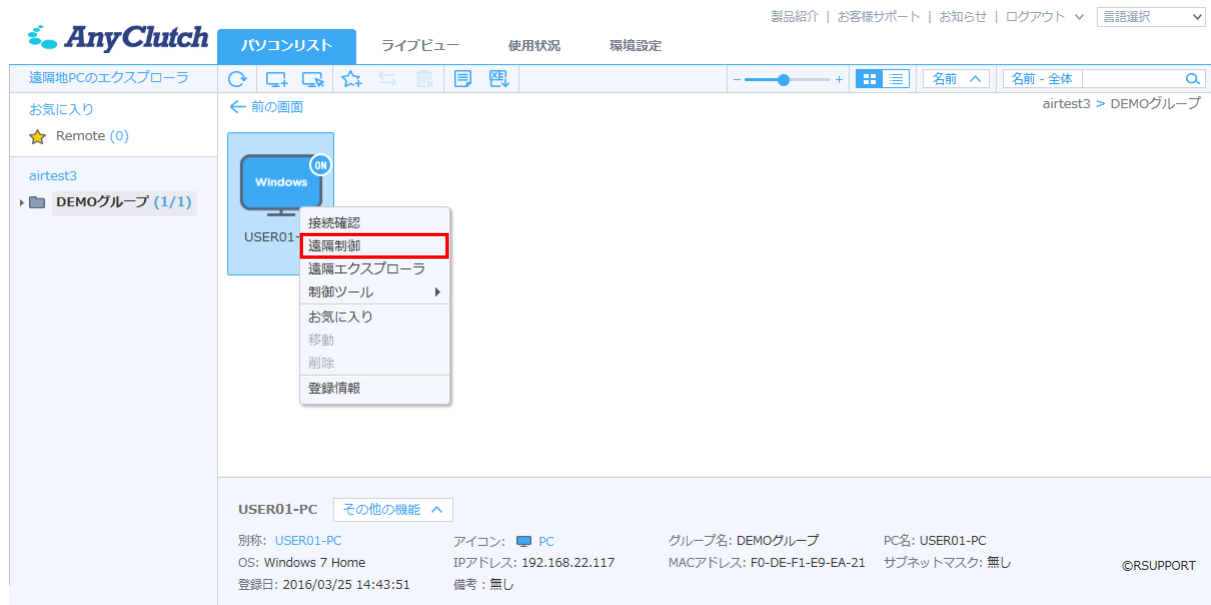 製品紹介 | お客様サポート | お知らせ | ログアウト 言語選択
AnyClutch
パソコンリスト ライブビュー 使用状況 環境設定
遠隔地PCのエクスプローラ
名前 名前 - 全体
お気に入り
Remote (0)
airtest3
DEMOグループ (1/1)
前の画面
airtest3 > DEMOグループ
ON
Windows
USER01-
接続確認
遠隔制御
遠隔エクスプローラ
制御ツール
お気に入り
移動
削除
登録情報
USER01-PC その他の機能
別称: USER01-PC アイコン: PC グループ名: DEMOグループ PC名: USER01-PC
OS: Windows 7 Home IPアドレス: 192.168.22.117 MACアドレス: F0-DE-F1-E9-EA-21 サブネットマスク: 無し
登録日: 2016/03/25 14:43:51 備考 : 無し
©RSUPPORT